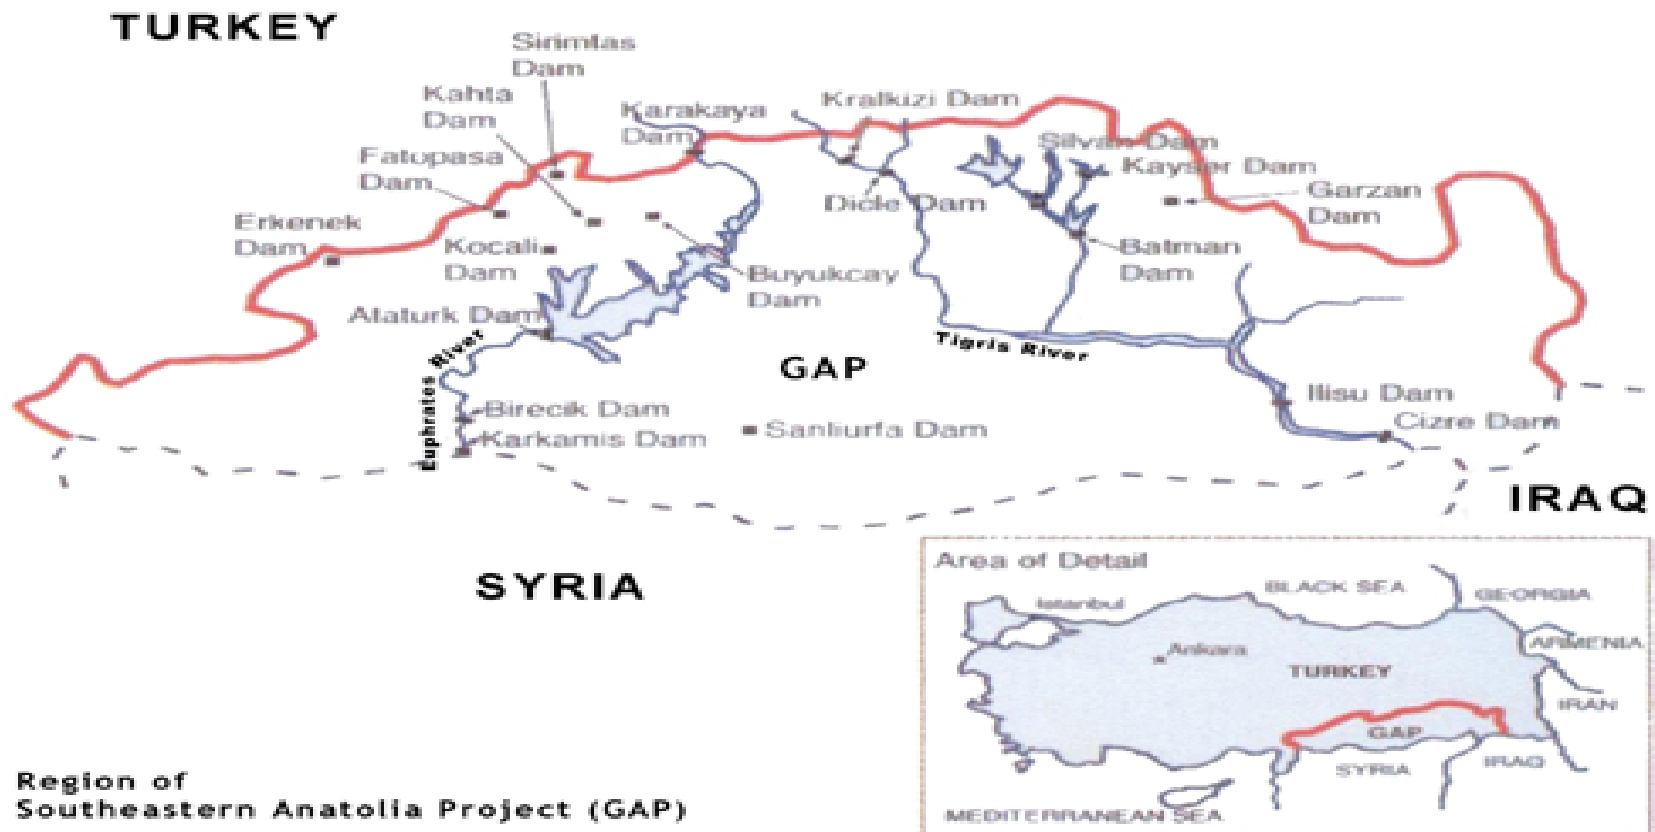 TURKEY
Sirimtas
Dam
Kahta
Dam
Karakaya
Dam
Kralkizi Dam
Fatopasa
Dam
Silvan Dam
Kayser Dam
Garzan
Dam
Dicle Dam
Erkenek
Dam
Kocali
Dam
Batman
Dam
Buyukcay
Dam
Ataturk Dam
Euphrates River
Tigris River
GAP
Birecik Dam
Karkamis Dam
Sanliurfa Dam
Ilisu Dam
Cizre Dam
IRAQ
SYRIA
Area of Detail
BLACK SEA
GEORGIA
Istanbul
ARMENIA
Ankara
TURKEY
IRAN
GAP
SYRIA
IRAQ
MEDITERRANEAN SEA
Region of
Southeastern Anatolia Project (GAP)